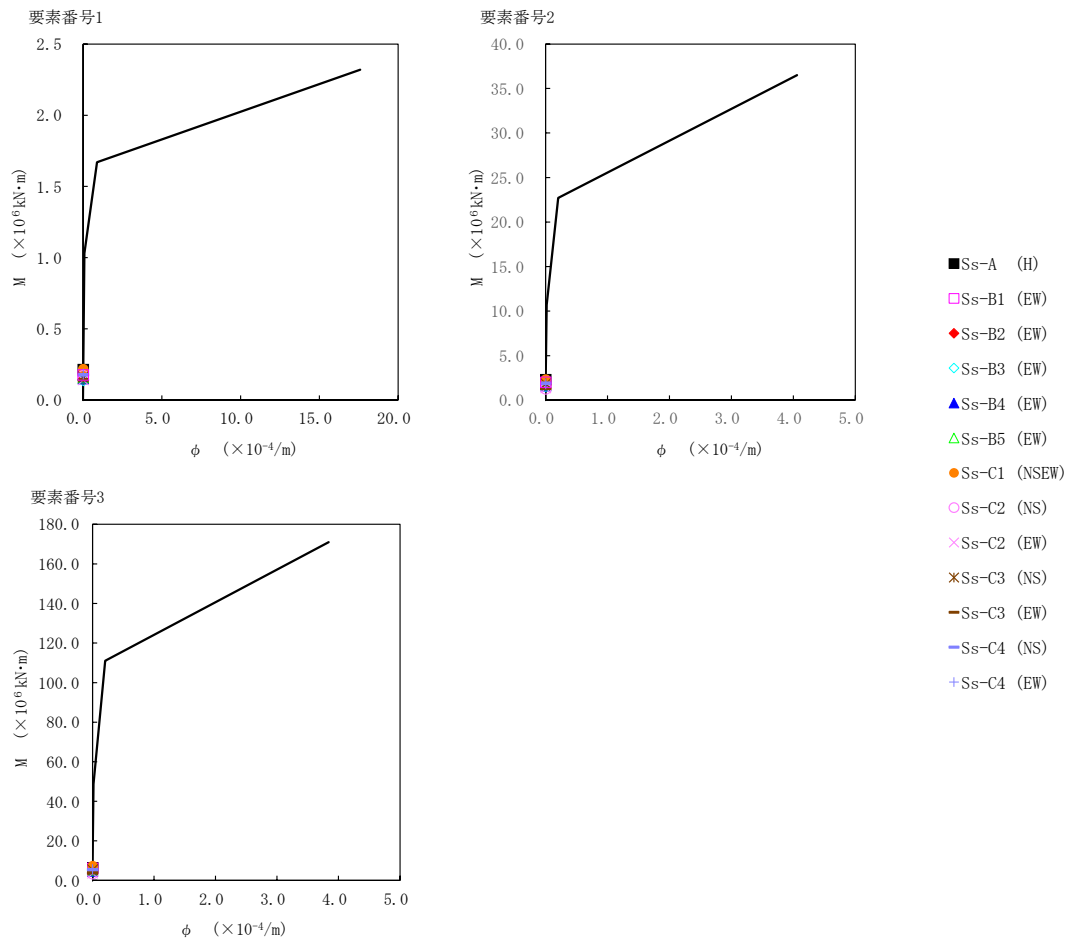 要素番号1
2.5
2.0
1.5
1.0
0.5
0.0
M (×10⁶kN・m)
0.0 5.0 10.0 15.0 20.0
φ (×10⁻⁴/m)
要素番号2
40.0
35.0
30.0
25.0
20.0
15.0
10.0
5.0
0.0
M (×10⁶kN・m)
0.0 1.0 2.0 3.0 4.0 5.0
φ (×10⁻⁴/m)
要素番号3
180.0
160.0
140.0
120.0
100.0
80.0
60.0
40.0
20.0
0.0
M (×10⁶kN・m)
0.0 1.0 2.0 3.0 4.0 5.0
φ (×10⁻⁴/m)
Ss-A (H)
Ss-B1 (EW)
Ss-B2 (EW)
Ss-B3 (EW)
Ss-B4 (EW)
Ss-B5 (EW)
Ss-C1 (NSEW)
Ss-C2 (NS)
Ss-C2 (EW)
Ss-C3 (NS)
Ss-C3 (EW)
Ss-C4 (NS)
Ss-C4 (EW)